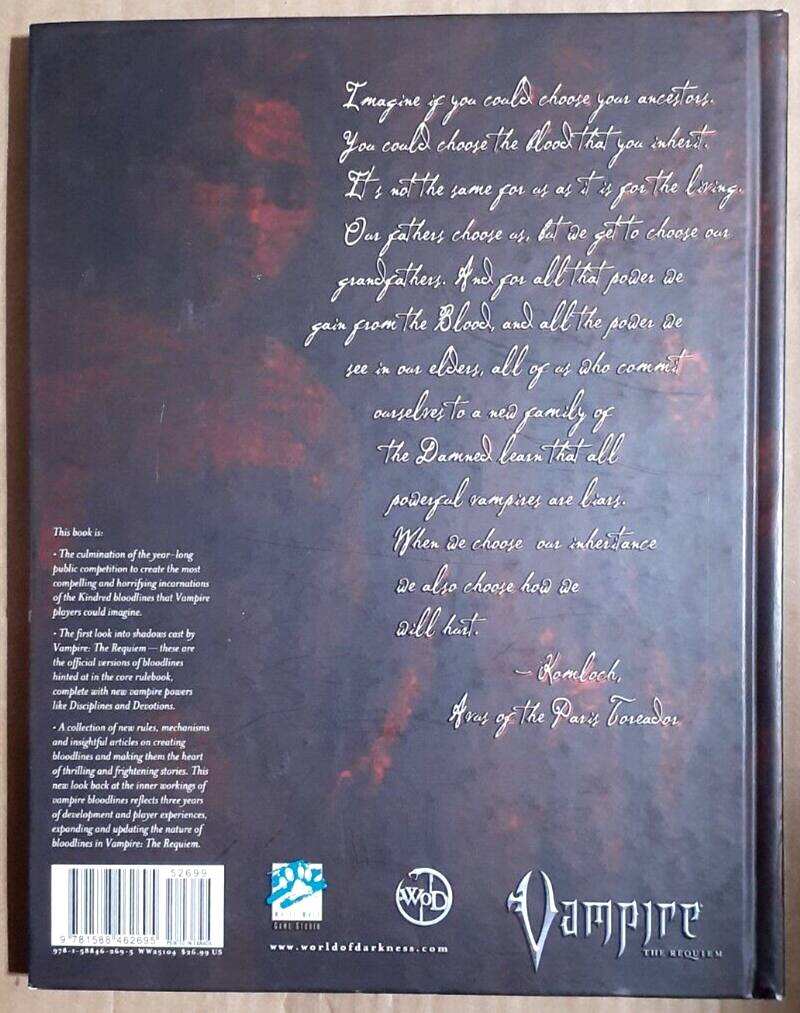 Imagine if you could choose your ancestors.
You could choose the blood that you inherit.
It's not the same for us as it is for the living.
Our fathers choose us, but we get to choose our
grandfathers. And for all that power we
gain from the Blood, and all the power we
see in our elders, all of us who commit
ourselves to a new family of
the Damned learn that all
powerful vampires are liars.
When we choose our inheritance
we also choose how we
will hurt.
— Komloch,
Avus of the Paris Toreador
This book is:
• The culmination of the year-long
public competition to create the most
compelling and horrifying incarnations
of the Kindred bloodlines that Vampire
players could imagine.
• The first look into shadows cast by
Vampire: The Requiem — these are
the official versions of bloodlines
hinted at in the core rulebook,
complete with new vampire powers
like Disciplines and Devotions.
• A collection of new rules, mechanisms
and insightful articles on creating
bloodlines and making them the heart
of thrilling and frightening stories. This
new look back at the inner workings of
vampire bloodlines reflects three years
of development and player experiences,
expanding and updating the nature of
bloodlines in Vampire: The Requiem.
52699
9 781588 462695
PRINTED IN CANADA
978-1-58846-269-5 WW25104 $26.99 US
White Wolf
Game Studio
WoD
www.worldofdarkness.com
Vampire
THE REQUIEM